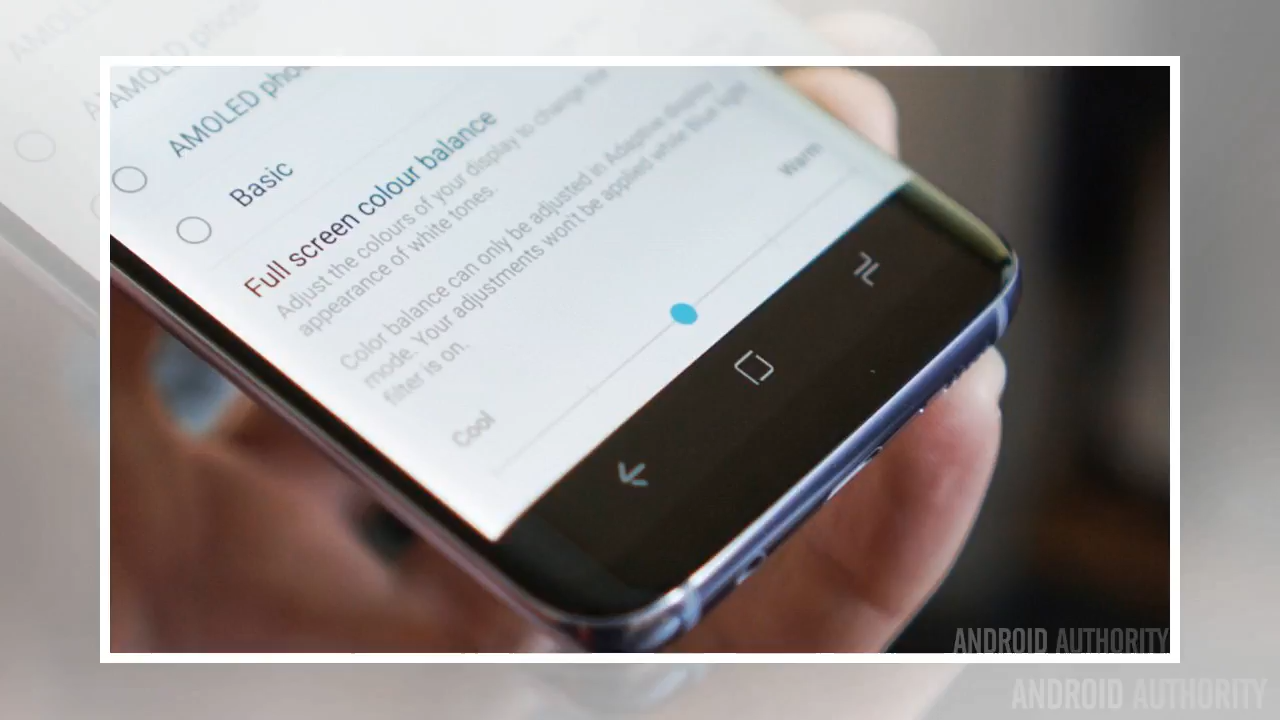 AMOLED pho
Basic
Full screen colour balance
Adjust the colours of your display to change the
appearance of white tones.
Color balance can only be adjusted in Adaptive display
mode. Your adjustments won't be applied while Blue light
filter is on.
Cool
Warm
ANDROID AUTHORITY
ANDROID AUTHORITY